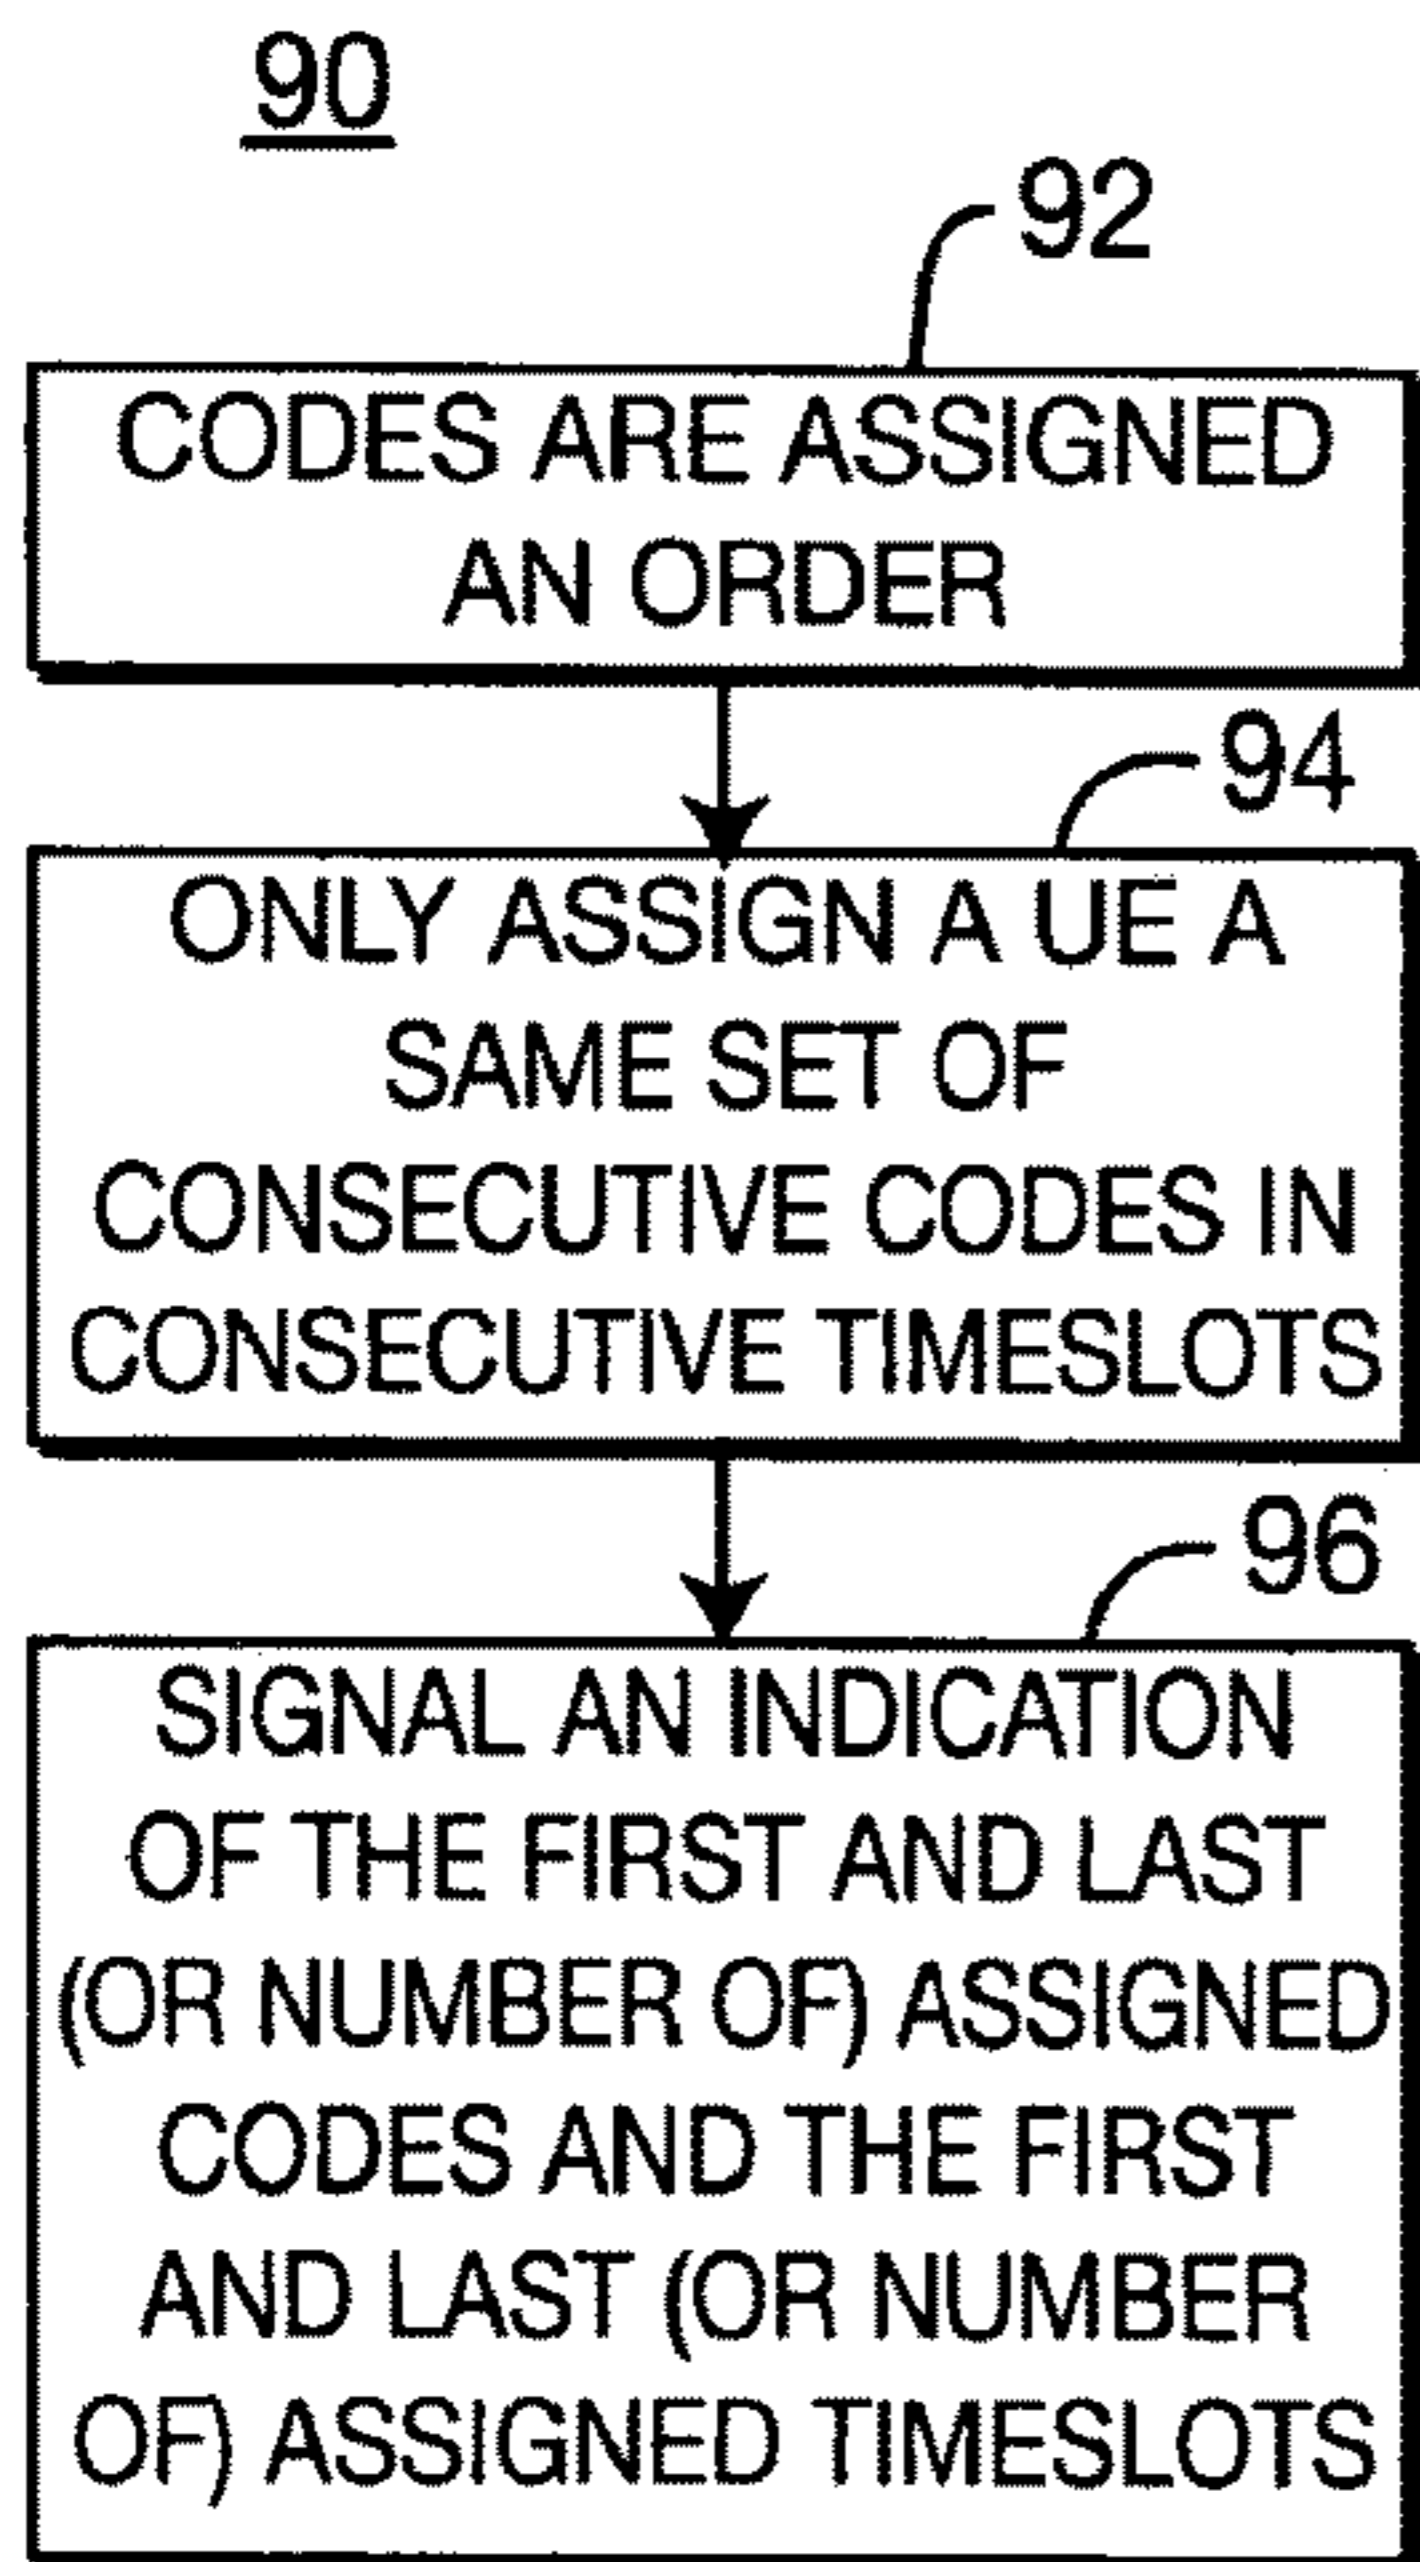 90
92
CODES ARE ASSIGNED
AN ORDER
94
ONLY ASSIGN A UE A
SAME SET OF
CONSECUTIVE CODES IN
CONSECUTIVE TIMESLOTS
96
SIGNAL AN INDICATION
OF THE FIRST AND LAST
(OR NUMBER OF) ASSIGNED
CODES AND THE FIRST
AND LAST (OR NUMBER
OF) ASSIGNED TIMESLOTS